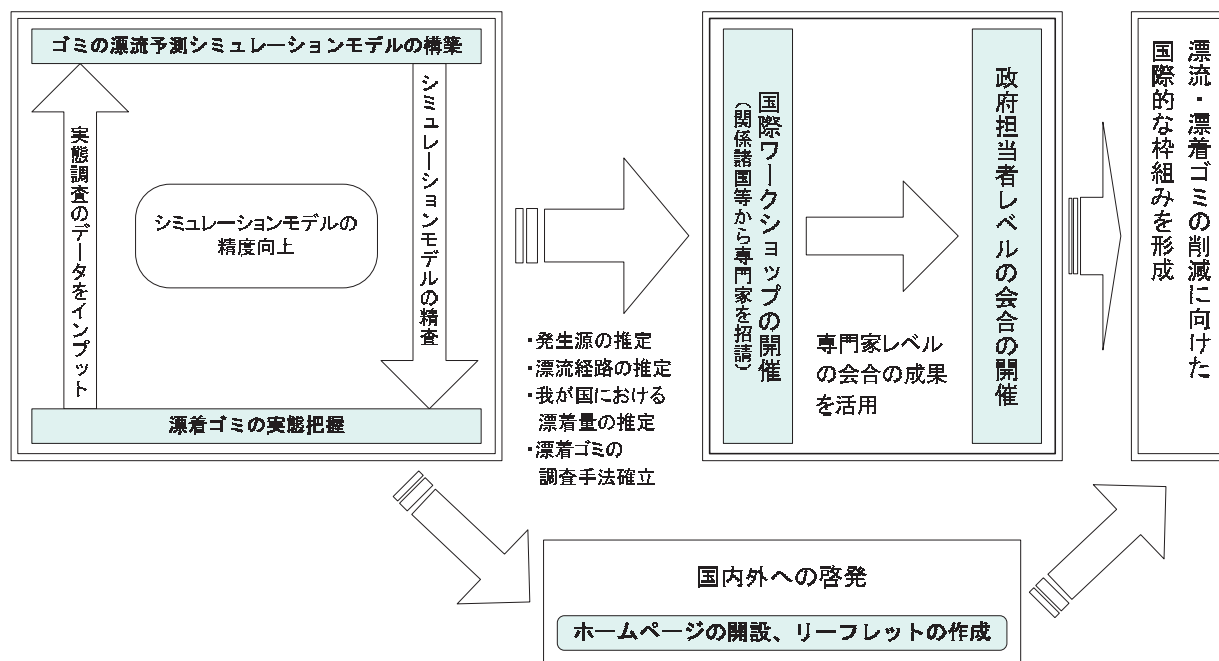 ゴミの漂流予測シミュレーションモデルの構築
実態調査のデータをインプット
シミュレーションモデルの
精度向上
シミュレーションモデルの精査
漂着ゴミの実態把握
・発生源の推定
・漂流経路の推定
・我が国における
漂着量の推定
・漂着ゴミの
調査手法確立
国際ワークショップの開催
(関係諸国等から専門家を招請)
専門家レベル
の会合の成果
を活用
政府担当者レベルの会合の開催
漂流・漂着ゴミの削減に向けた
国際的な枠組みを形成
国内外への啓発
ホームページの開設、リーフレットの作成